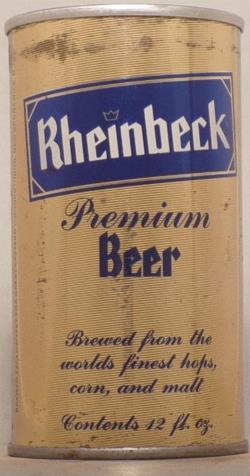 Rheinbeck
Premium
Beer
Brewed from the
worlds finest hops,
corn, and malt
Contents 12 fl. oz.